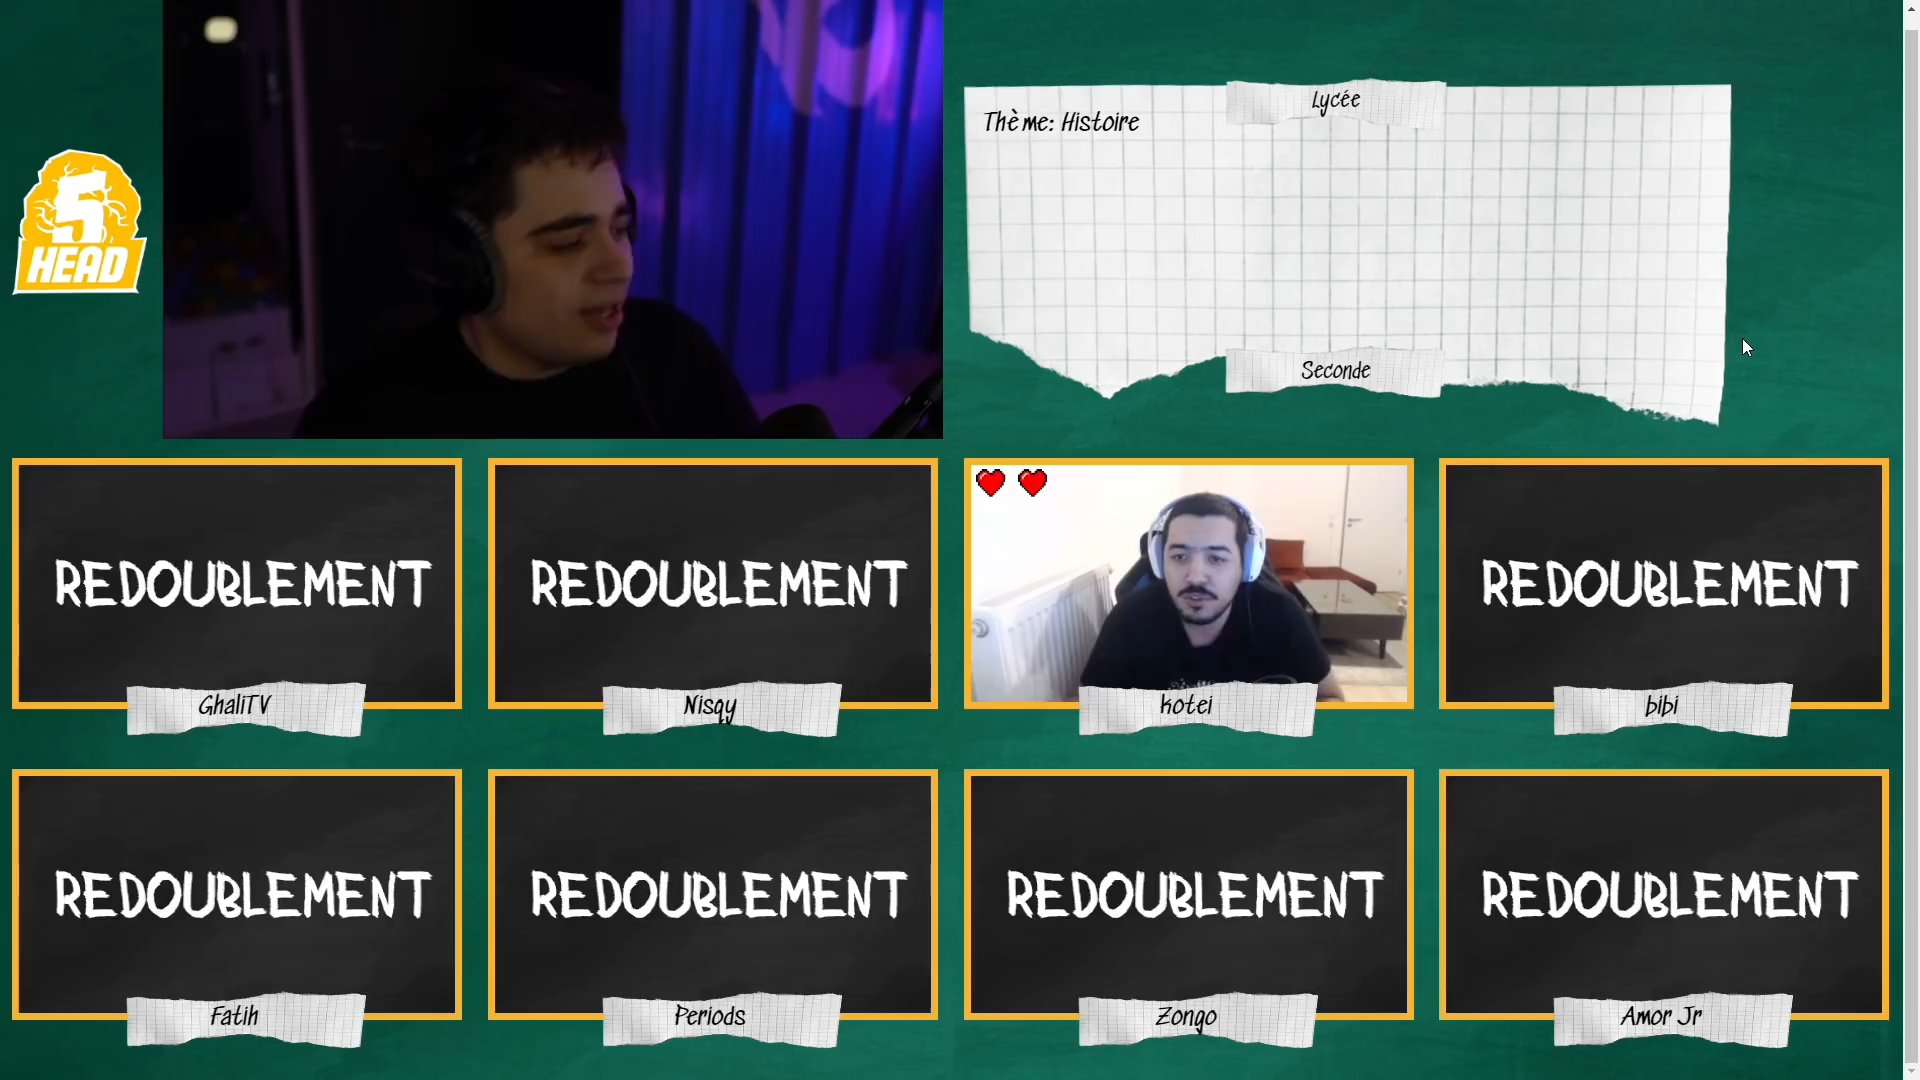 5
HEAD
Lycée
Thème: Histoire
Seconde
REDOUBLEMENT
GhaliTV
REDOUBLEMENT
Nisqy
kotei
REDOUBLEMENT
bibi
REDOUBLEMENT
Fatih
REDOUBLEMENT
Periods
REDOUBLEMENT
Zongo
REDOUBLEMENT
Amor Jr